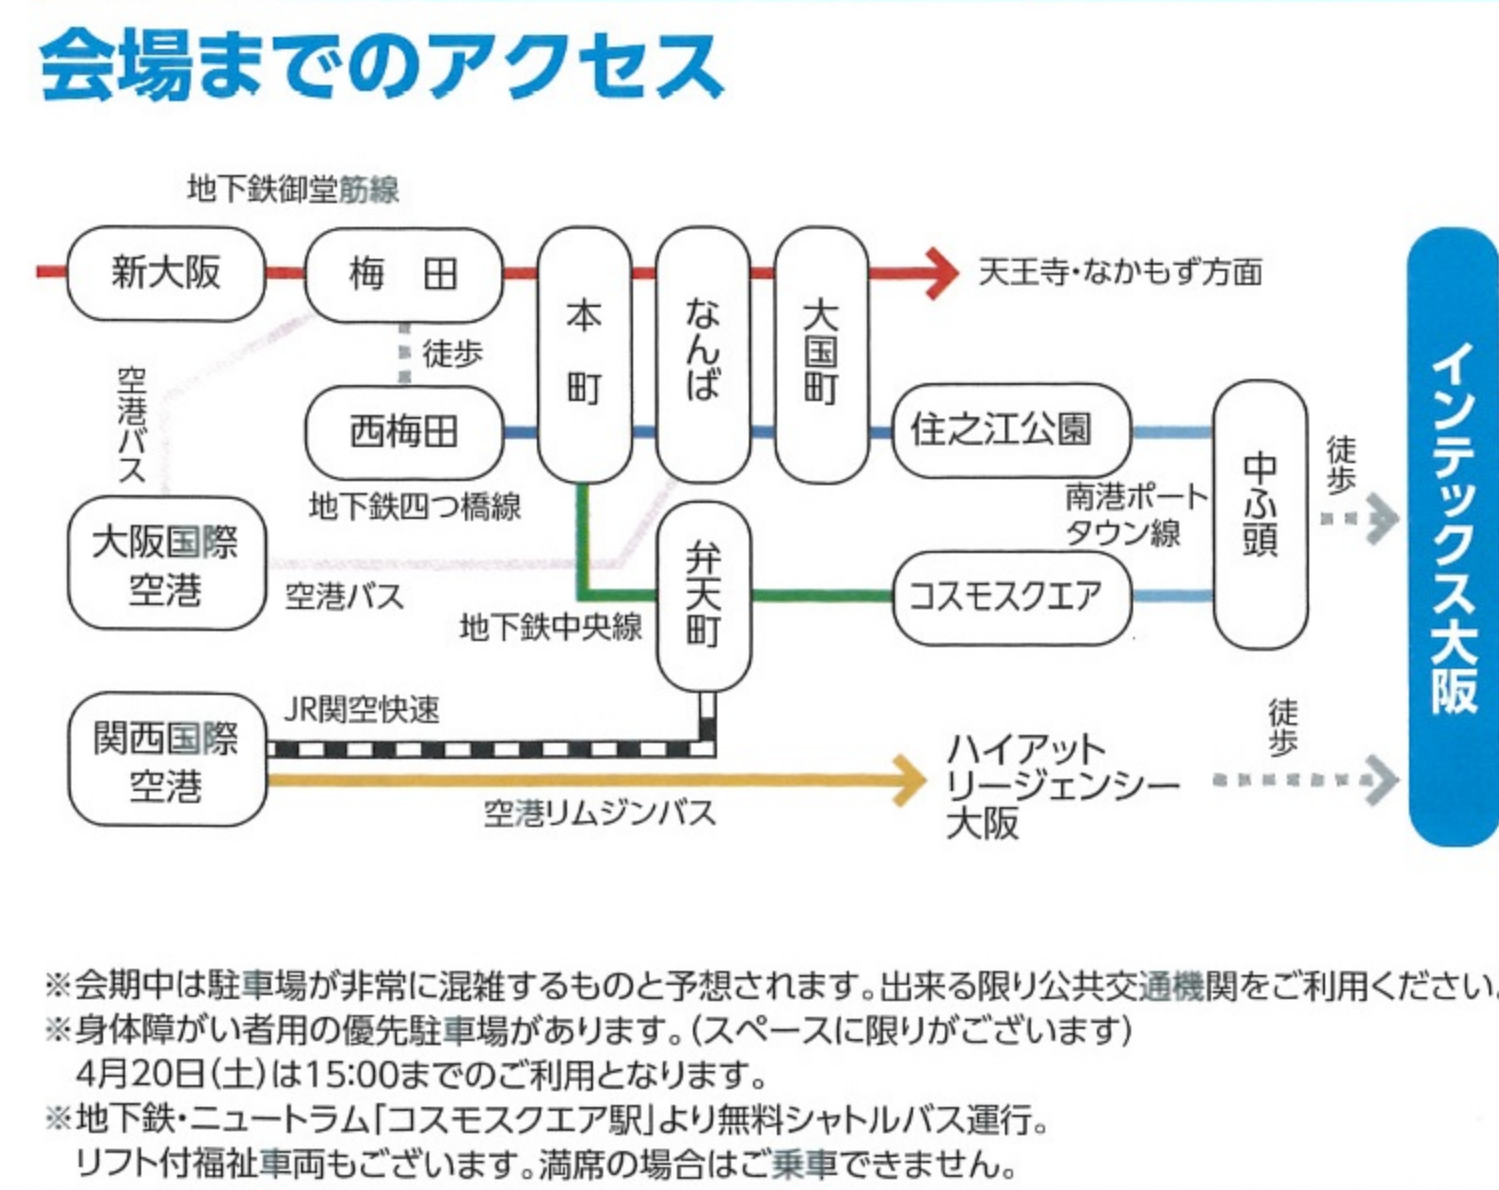 会場までのアクセス
地下鉄御堂筋線
新大阪
梅 田
本町
なんば
大国町
天王寺・なかもず方面
徒歩
空港バス
西梅田
住之江公園
地下鉄四つ橋線
南港ポート
タウン線
中ふ頭
徒歩
インテックス大阪
大阪国際
空港
空港バス
弁天町
コスモスクエア
地下鉄中央線
関西国際
空港
JR関空快速
空港リムジンバス
ハイアット
リージェンシー
大阪
徒歩
※会期中は駐車場が非常に混雑するものと予想されます。出来る限り公共交通機関をご利用ください。
※身体障がい者用の優先駐車場があります。(スペースに限りがございます)
4月20日(土)は15:00までのご利用となります。
※地下鉄・ニュートラム「コスモスクエア駅」より無料シャトルバス運行。
リフト付福祉車両もございます。満席の場合はご乗車できません。